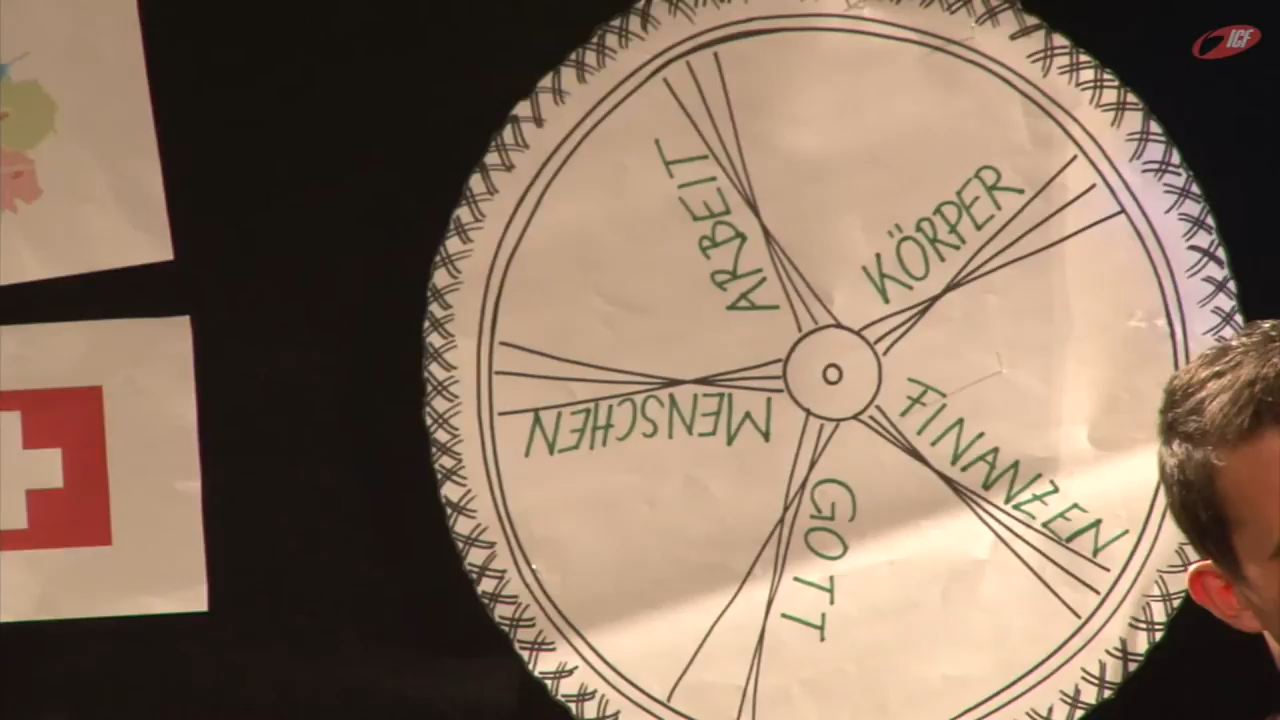 ICF
ARBEIT
KÖRPER
FINANZEN
GOTT
MENSCHEN